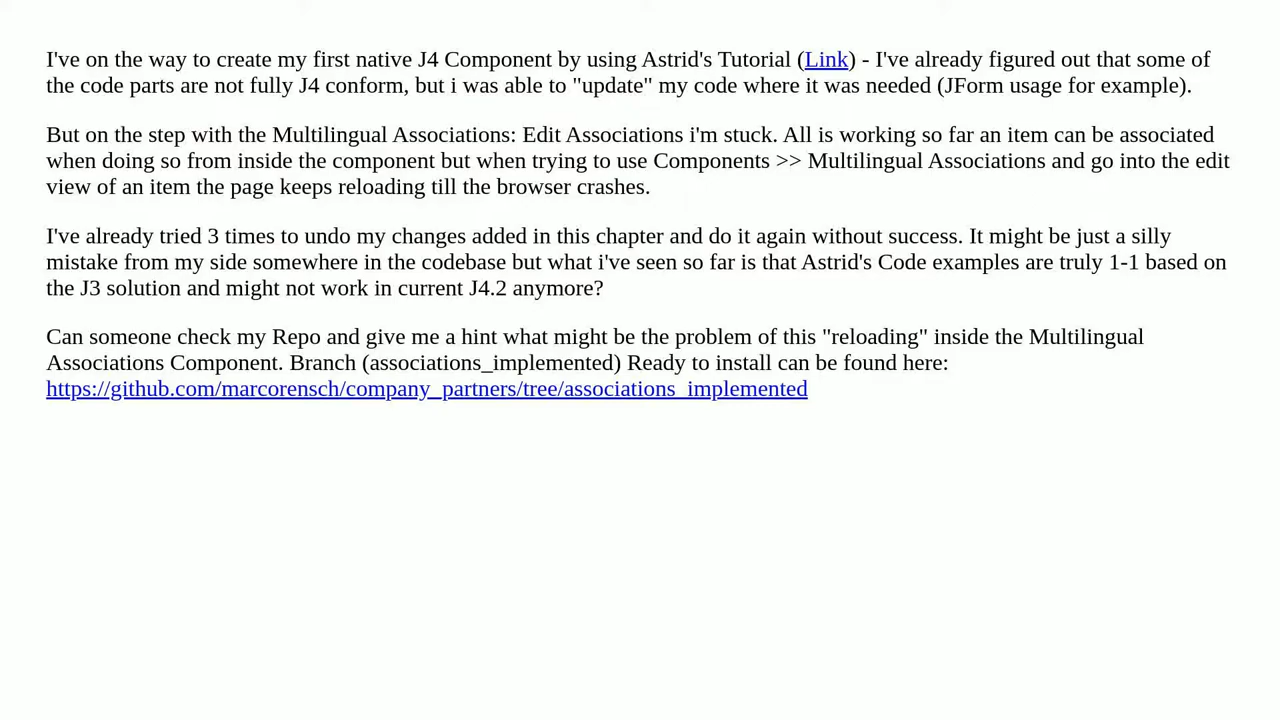 I've on the way to create my first native J4 Component by using Astrid's Tutorial (Link) - I've already figured out that some of
the code parts are not fully J4 conform, but i was able to "update" my code where it was needed (JForm usage for example).
But on the step with the Multilingual Associations: Edit Associations i'm stuck. All is working so far an item can be associated
when doing so from inside the component but when trying to use Components >> Multilingual Associations and go into the edit
view of an item the page keeps reloading till the browser crashes.
I've already tried 3 times to undo my changes added in this chapter and do it again without success. It might be just a silly
mistake from my side somewhere in the codebase but what i've seen so far is that Astrid's Code examples are truly 1-1 based on
the J3 solution and might not work in current J4.2 anymore?
Can someone check my Repo and give me a hint what might be the problem of this "reloading" inside the Multilingual
Associations Component. Branch (associations_implemented) Ready to install can be found here:
https://github.com/marcorensch/company_partners/tree/associations_implemented